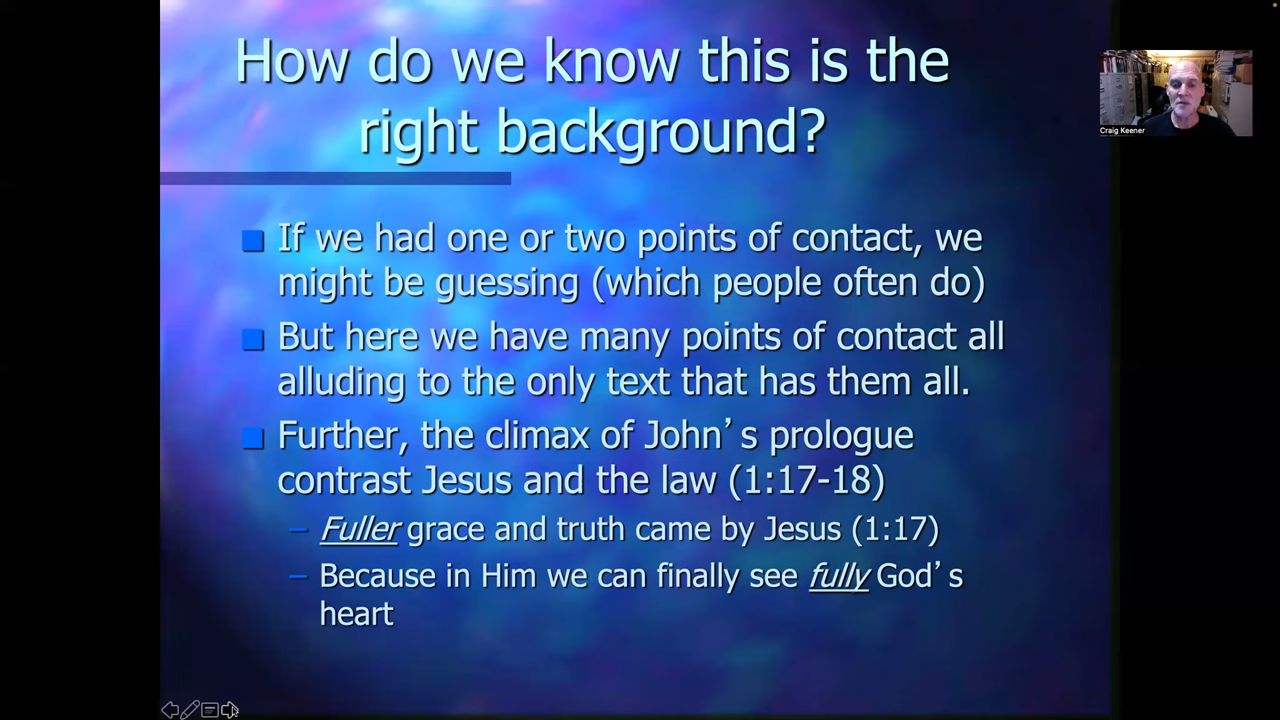 How do we know this is the
right background?
Craig Keener
If we had one or two points of contact, we
might be guessing (which people often do)
But here we have many points of contact all
alluding to the only text that has them all.
Further, the climax of John’s prologue
contrast Jesus and the law (1:17-18)
– Fuller grace and truth came by Jesus (1:17)
– Because in Him we can finally see fully God’s
heart